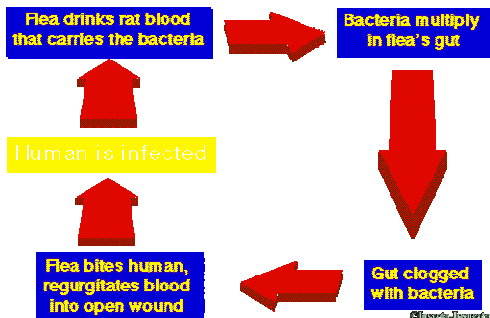 Flea drinks rat blood
that carries the bacteria
Bacteria multiply
in flea's gut
Human is infected
Flea bites human,
regurgitates blood
into open wound
Gut clogged
with bacteria